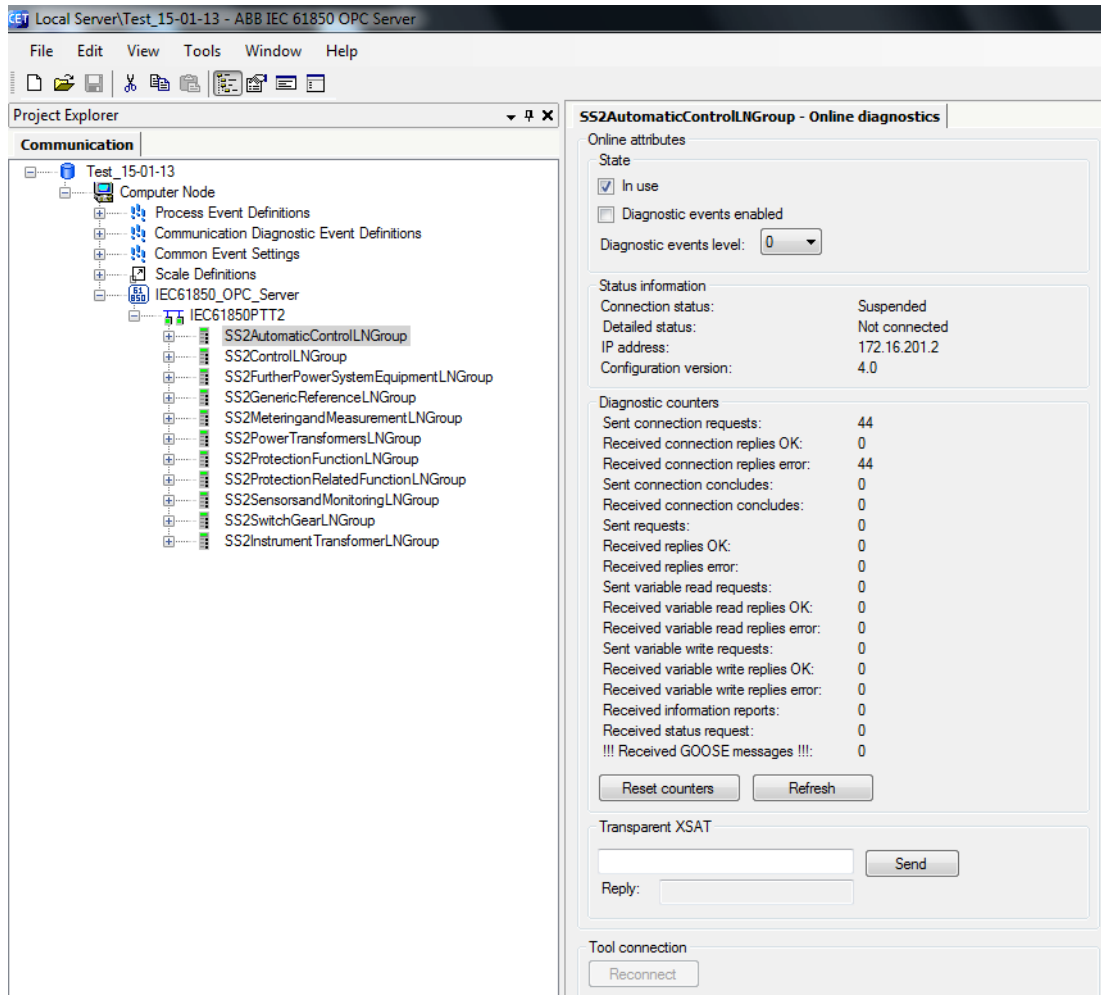 CET Local Server\Test_15-01-13 - ABB IEC 61850 OPC Server
File Edit View Tools Window Help
Project Explorer
Communication
Test_15-01-13
Computer Node
Process Event Definitions
Communication Diagnostic Event Definitions
Common Event Settings
Scale Definitions
61 850 IEC61850_OPC_Server
IEC61850PTT2
SS2AutomaticControlLNGroup
SS2ControlLNGroup
SS2FurtherPowerSystemEquipmentLNGroup
SS2GenericReferenceLNGroup
SS2MeteringandMeasurementLNGroup
SS2PowerTransformersLNGroup
SS2ProtectionFunctionLNGroup
SS2ProtectionRelatedFunctionLNGroup
SS2SensorsandMonitoringLNGroup
SS2SwitchGearLNGroup
SS2InstrumentTransformerLNGroup
SS2AutomaticControlLNGroup - Online diagnostics
Online attributes
State
In use
Diagnostic events enabled
Diagnostic events level: 0
Status information
Connection status: Suspended
Detailed status: Not connected
IP address: 172.16.201.2
Configuration version: 4.0
Diagnostic counters
Sent connection requests: 44
Received connection replies OK: 0
Received connection replies error: 44
Sent connection concludes: 0
Received connection concludes: 0
Sent requests: 0
Received replies OK: 0
Received replies error: 0
Sent variable read requests: 0
Received variable read replies OK: 0
Received variable read replies error: 0
Sent variable write requests: 0
Received variable write replies OK: 0
Received variable write replies error: 0
Received information reports: 0
Received status request: 0
!!! Received GOOSE messages !!!: 0
Reset counters Refresh
Transparent XSAT
Send
Reply:
Tool connection
Reconnect